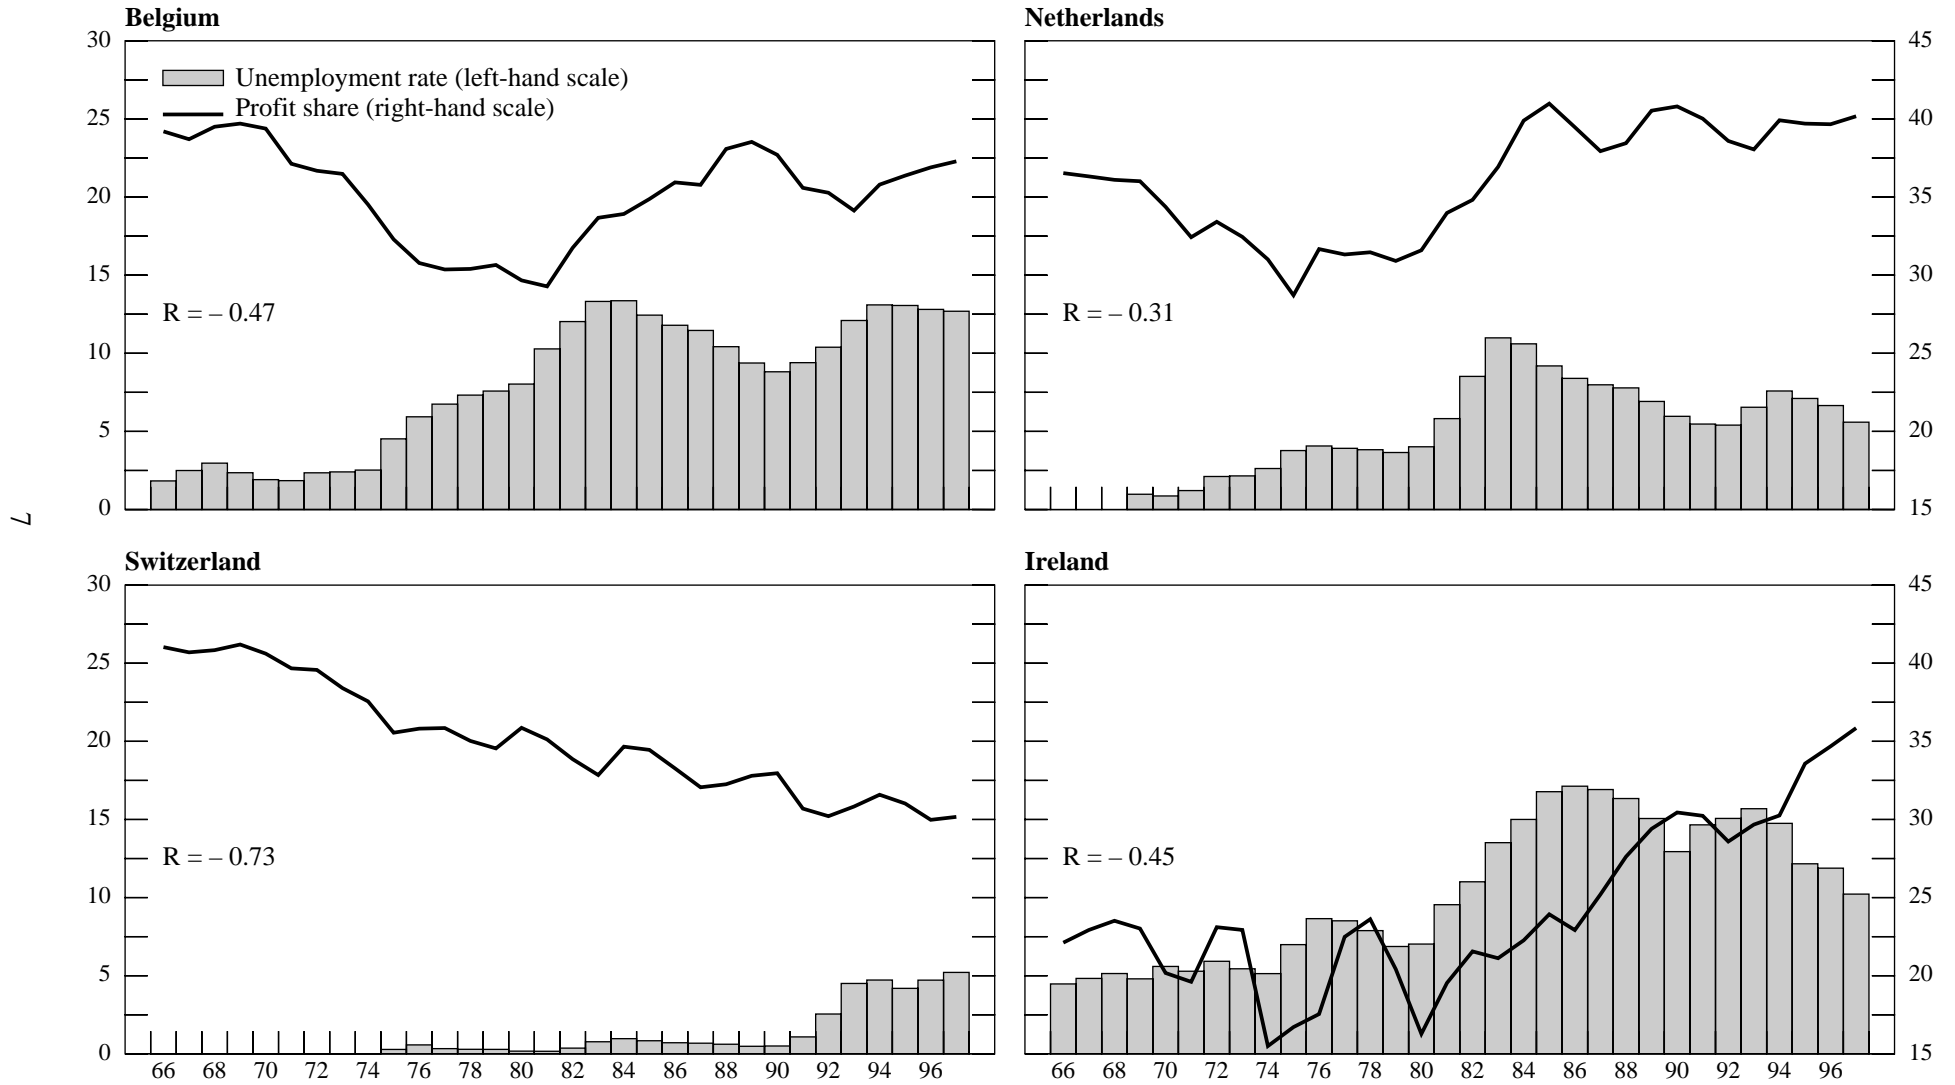 Belgium
30
25
20
15
10
5
0
Unemployment rate (left-hand scale)
Profit share (right-hand scale)
R = – 0.47
Netherlands
45
40
35
30
25
20
15
R = – 0.31
7
Switzerland
30
25
20
15
10
5
0
R = – 0.73
66 68 70 72 74 76 78 80 82 84 86 88 90 92 94 96
Ireland
45
40
35
30
25
20
15
R = – 0.45
66 68 70 72 74 76 78 80 82 84 86 88 90 92 94 96